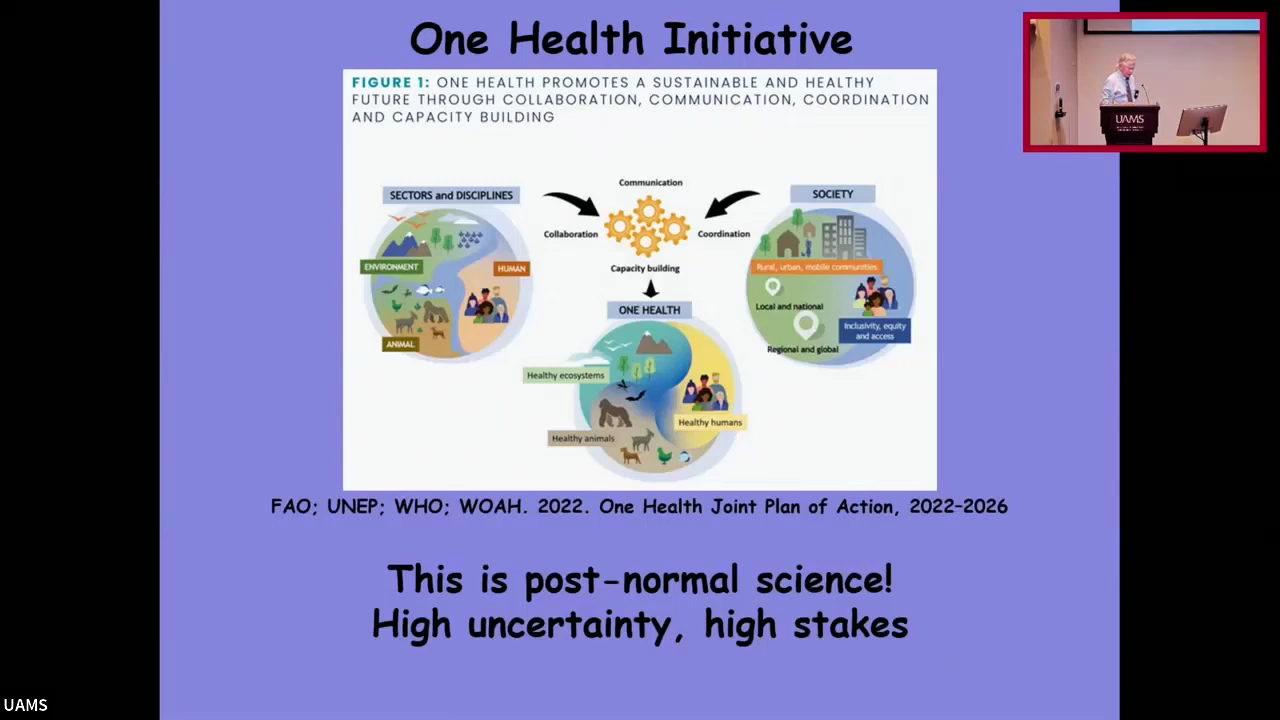 One Health Initiative
FIGURE 1: ONE HEALTH PROMOTES A SUSTAINABLE AND HEALTHY
FUTURE THROUGH COLLABORATION, COMMUNICATION, COORDINATION
AND CAPACITY BUILDING
SECTORS and DISCIPLINES
ENVIRONMENT
HUMAN
ANIMAL
Communication
Collaboration
Coordination
Capacity building
SOCIETY
Rural, urban, mobile communities
Local and national
Inclusivity, equity
and access
Regional and global
ONE HEALTH
Healthy ecosystems
Healthy humans
Healthy animals
FAO; UNEP; WHO; WOAH. 2022. One Health Joint Plan of Action, 2022-2026
This is post-normal science!
High uncertainty, high stakes
UAMS
UAMS